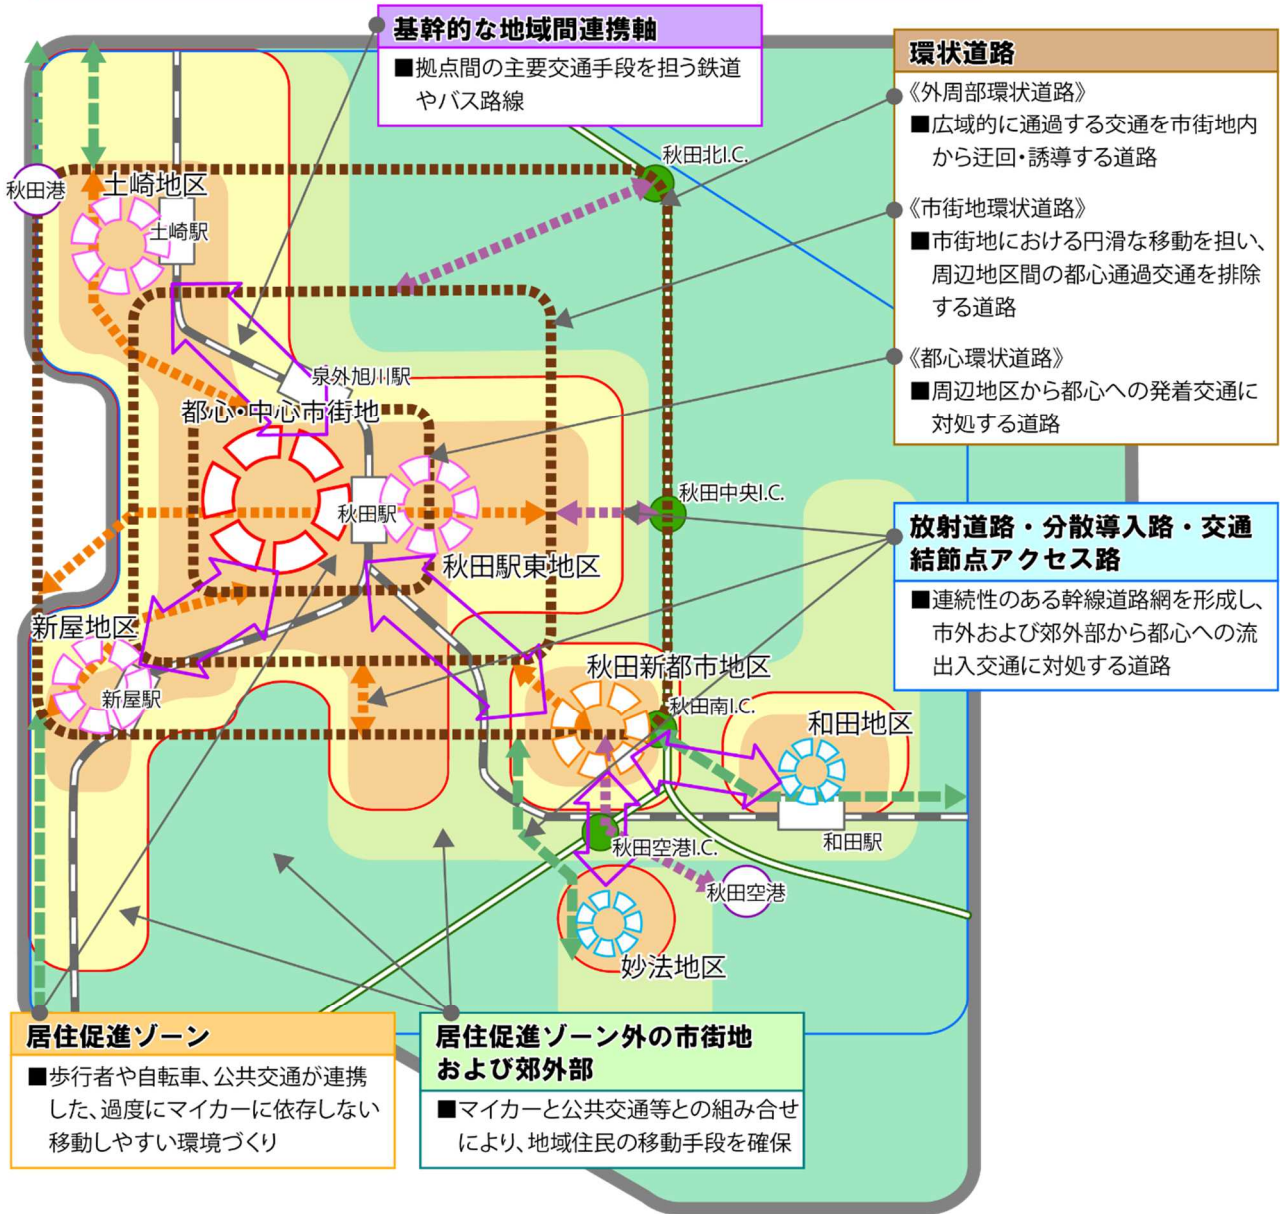 基幹的な地域間連携軸
■拠点間の主要交通手段を担う鉄道
やバス路線
環状道路
《外周部環状道路》
■広域的に通過する交通を市街地内
から迂回・誘導する道路
《市街地環状道路》
■市街地における円滑な移動を担い、
周辺地区間の都心通過交通を排除
する道路
《都心環状道路》
■周辺地区から都心への発着交通に
対処する道路
秋田北I.C.
秋田港
土崎地区
土崎駅
泉外旭川駅
都心・中心市街地
秋田駅
秋田中央I.C.
秋田駅東地区
放射道路・分散導入路・交通
結節点アクセス路
■連続性のある幹線道路網を形成し、
市外および郊外部から都心への流
出入交通に対処する道路
新屋地区
新屋駅
秋田新都市地区
秋田南I.C.
和田地区
和田駅
秋田空港I.C.
秋田空港
妙法地区
居住促進ゾーン
■歩行者や自転車、公共交通が連携
した、過度にマイカーに依存しない
移動しやすい環境づくり
居住促進ゾーン外の市街地
および郊外部
■マイカーと公共交通等との組み合せ
により、地域住民の移動手段を確保